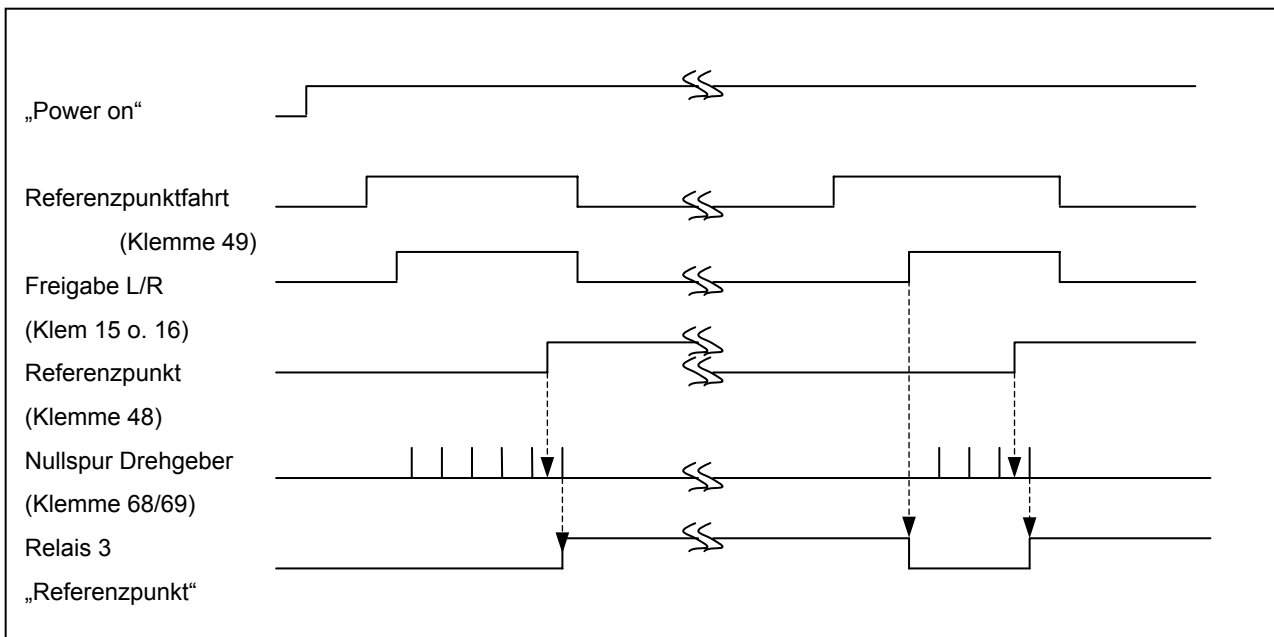 „Power on“
Referenzpunktfahrt
(Klemme 49)
Freigabe L/R
(Klem 15 o. 16)
Referenzpunkt
(Klemme 48)
Nullspur Drehgeber
(Klemme 68/69)
Relais 3
„Referenzpunkt“